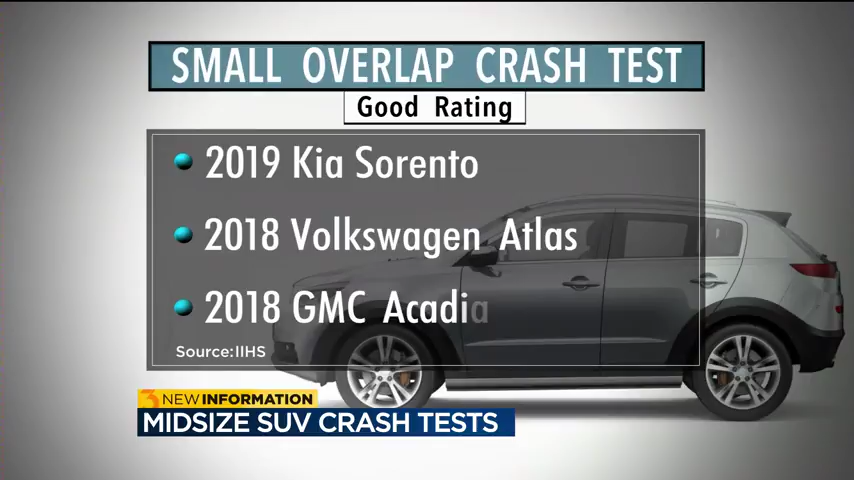 SMALL OVERLAP CRASH TEST
Good Rating
2019 Kia Sorento
2018 Volkswagen Atlas
2018 GMC Acadia
Source:IIHS
3 NEW INFORMATION
MIDSIZE SUV CRASH TESTS